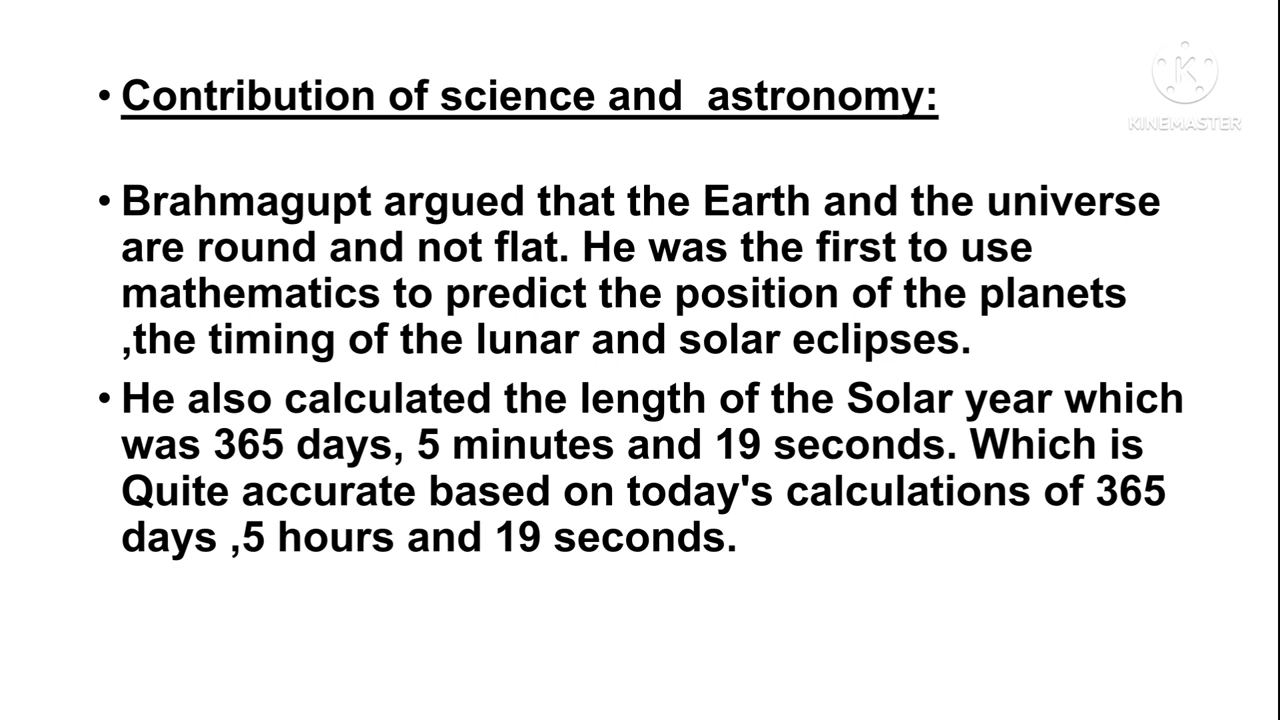 • Contribution of science and  astronomy:
KINEMASTER
• Brahmagupt argued that the Earth and the universe
are round and not flat. He was the first to use
mathematics to predict the position of the planets
,the timing of the lunar and solar eclipses.
• He also calculated the length of the Solar year which
was 365 days, 5 minutes and 19 seconds. Which is
Quite accurate based on today's calculations of 365
days ,5 hours and 19 seconds.